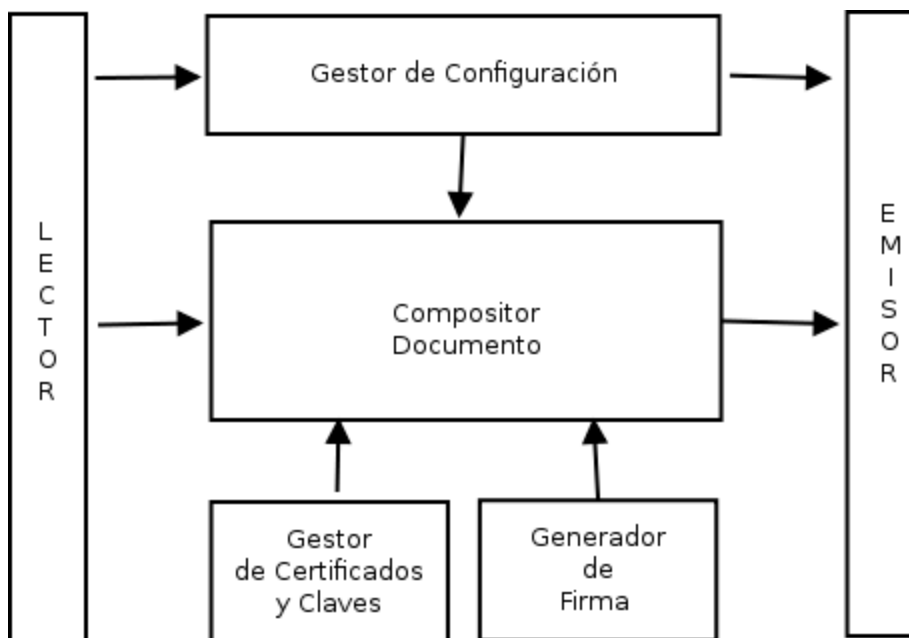 Gestor de Configuración
LECTOR
EMISOR
Compositor
Documento
Gestor
de Certificados
y Claves
Generador
de
Firma